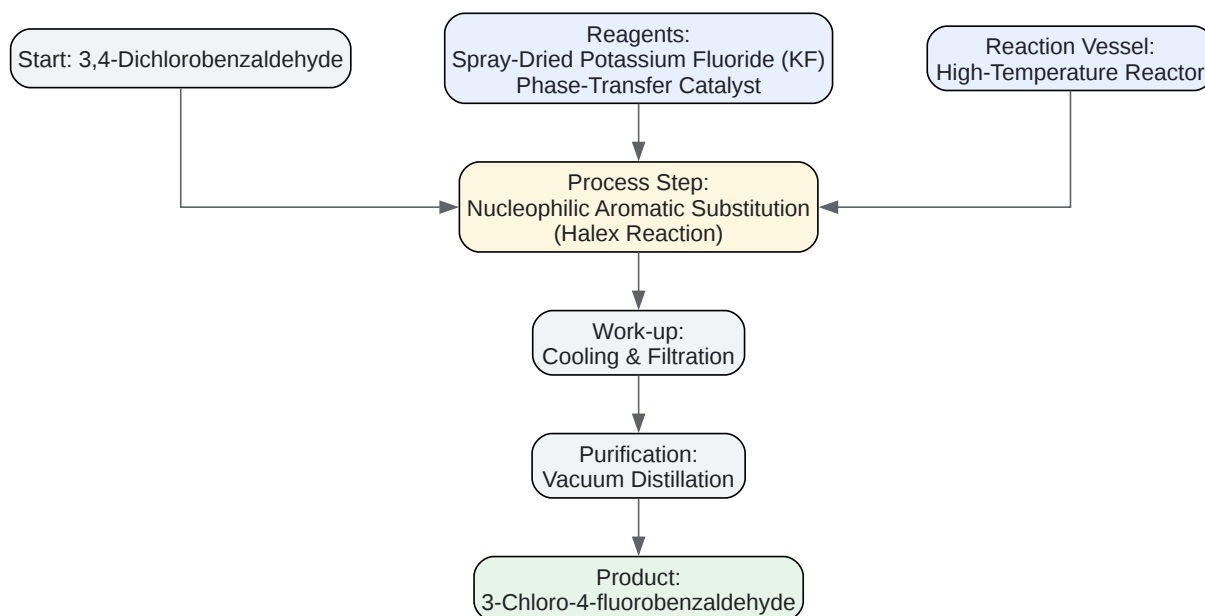 Start: 3,4-Dichlorobenzaldehyde
Reagents:
Spray-Dried Potassium Fluoride (KF)
Phase-Transfer Catalyst
Reaction Vessel:
High-Temperature Reactor
Process Step:
Nucleophilic Aromatic Substitution
(Halex Reaction)
Work-up:
Cooling & Filtration
Purification:
Vacuum Distillation
Product:
3-Chloro-4-fluorobenzaldehyde